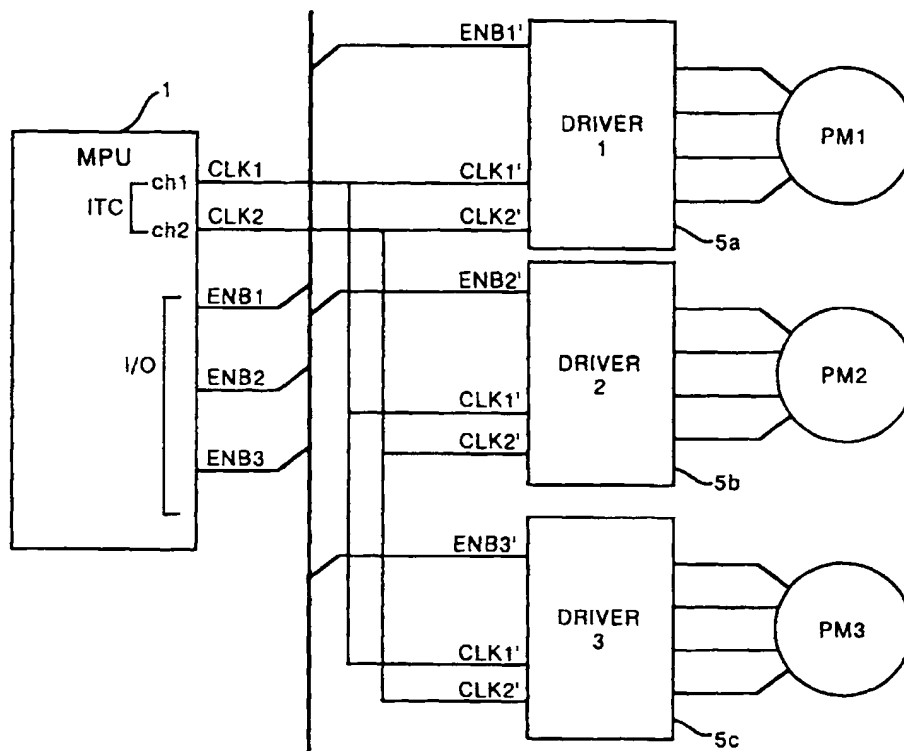 1
MPU
ITC
ch1
ch2
I/O
CLK1
CLK2
ENB1
ENB2
ENB3
ENB1'
CLK1'
CLK2'
DRIVER
1
5a
PM1
ENB2'
CLK1'
CLK2'
DRIVER
2
5b
PM2
ENB3'
CLK1'
CLK2'
DRIVER
3
5c
PM3